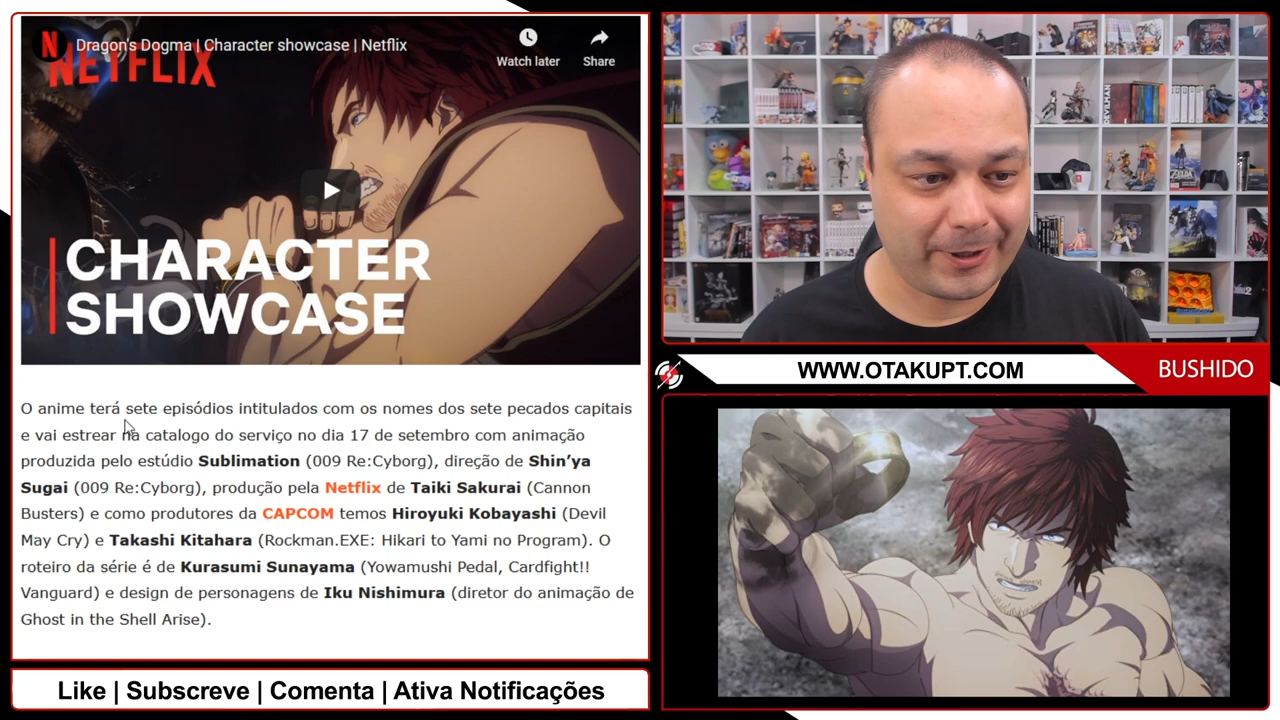 Dragon's Dogma | Character showcase | Netflix
Watch later
Share
NETFLIX
CHARACTER
SHOWCASE
O anime terá sete episódios intitulados com os nomes dos sete pecados capitais
e vai estrear na catalogo do serviço no dia 17 de setembro com animação
produzida pelo estúdio Sublimation (009 Re:Cyborg), direção de Shin’ya
Sugai (009 Re:Cyborg), produção pela Netflix de Taiki Sakurai (Cannon
Busters) e como produtores da CAPCOM temos Hiroyuki Kobayashi (Devil
May Cry) e Takashi Kitahara (Rockman.EXE: Hikari to Yami no Program). O
roteiro da série é de Kurasumi Sunayama (Yowamushi Pedal, Cardfight!!
Vanguard) e design de personagens de Iku Nishimura (diretor do animação de
Ghost in the Shell Arise).
Like | Subscreve | Comenta | Ativa Notificações
WWW.OTAKUPT.COM
BUSHIDO
ZELDA